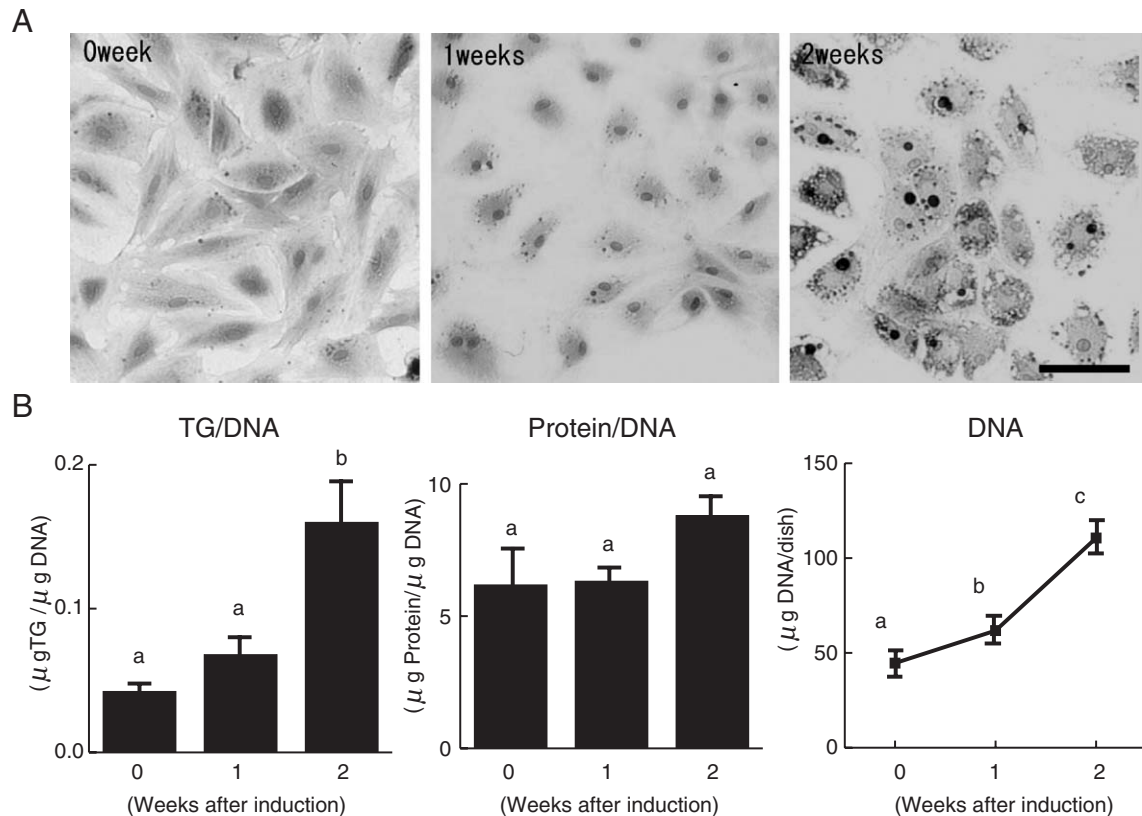 A
0week
1weeks
2weeks
B
TG/DNA
Protein/DNA
DNA
(μgTG/μgDNA)
0.2
0.1
0.0
a
a
b
0
1
2
(Weeks after induction)
(μg Protein/μg DNA)
10
5
0
a
a
a
0
1
2
(Weeks after induction)
(μg DNA/dish)
150
100
50
0
a
b
c
0
1
2
(Weeks after induction)